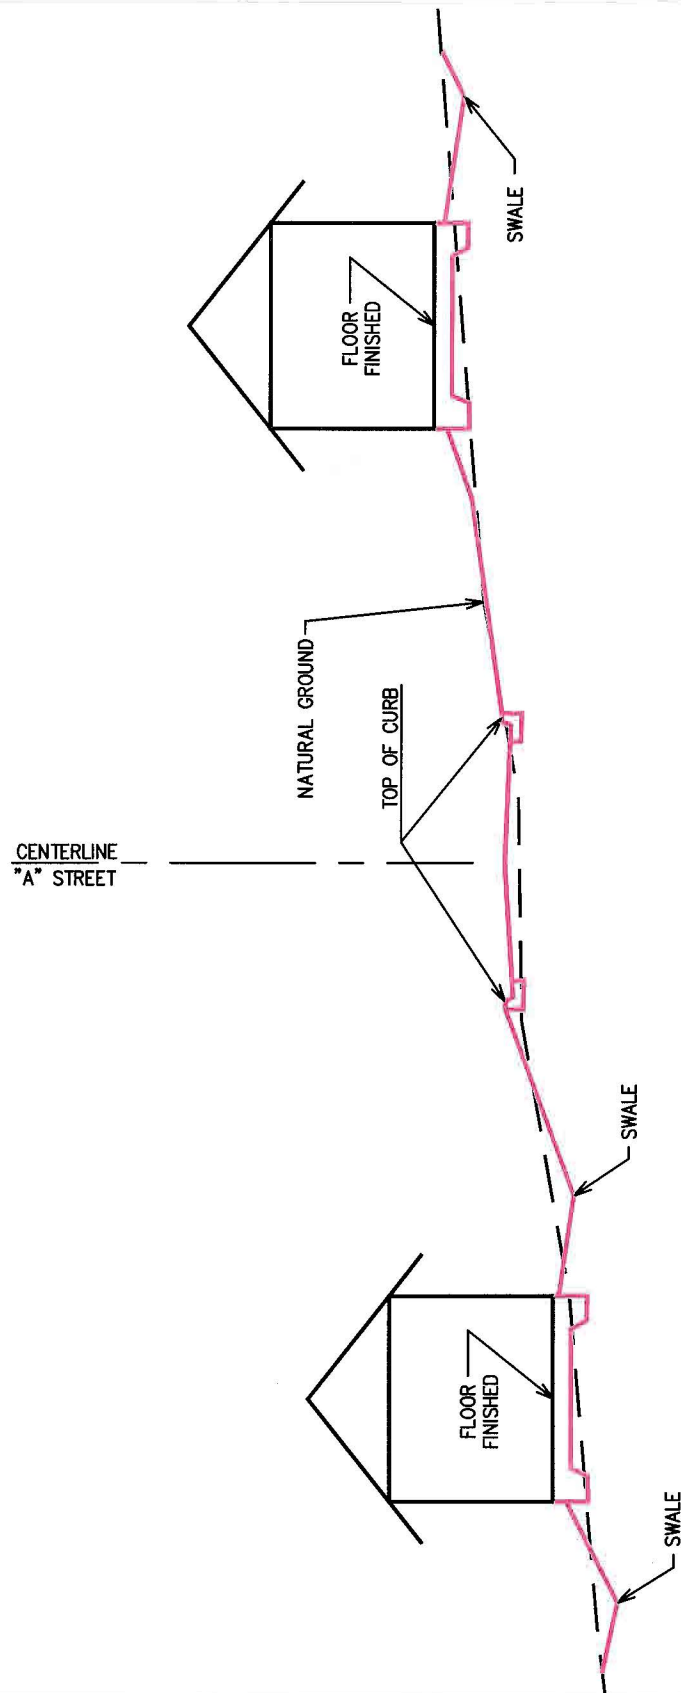 SWALE
FLOOR
FINISHED
NATURAL GROUND
TOP OF CURB
CENTERLINE
"A" STREET
SWALE
FLOOR
FINISHED
SWALE